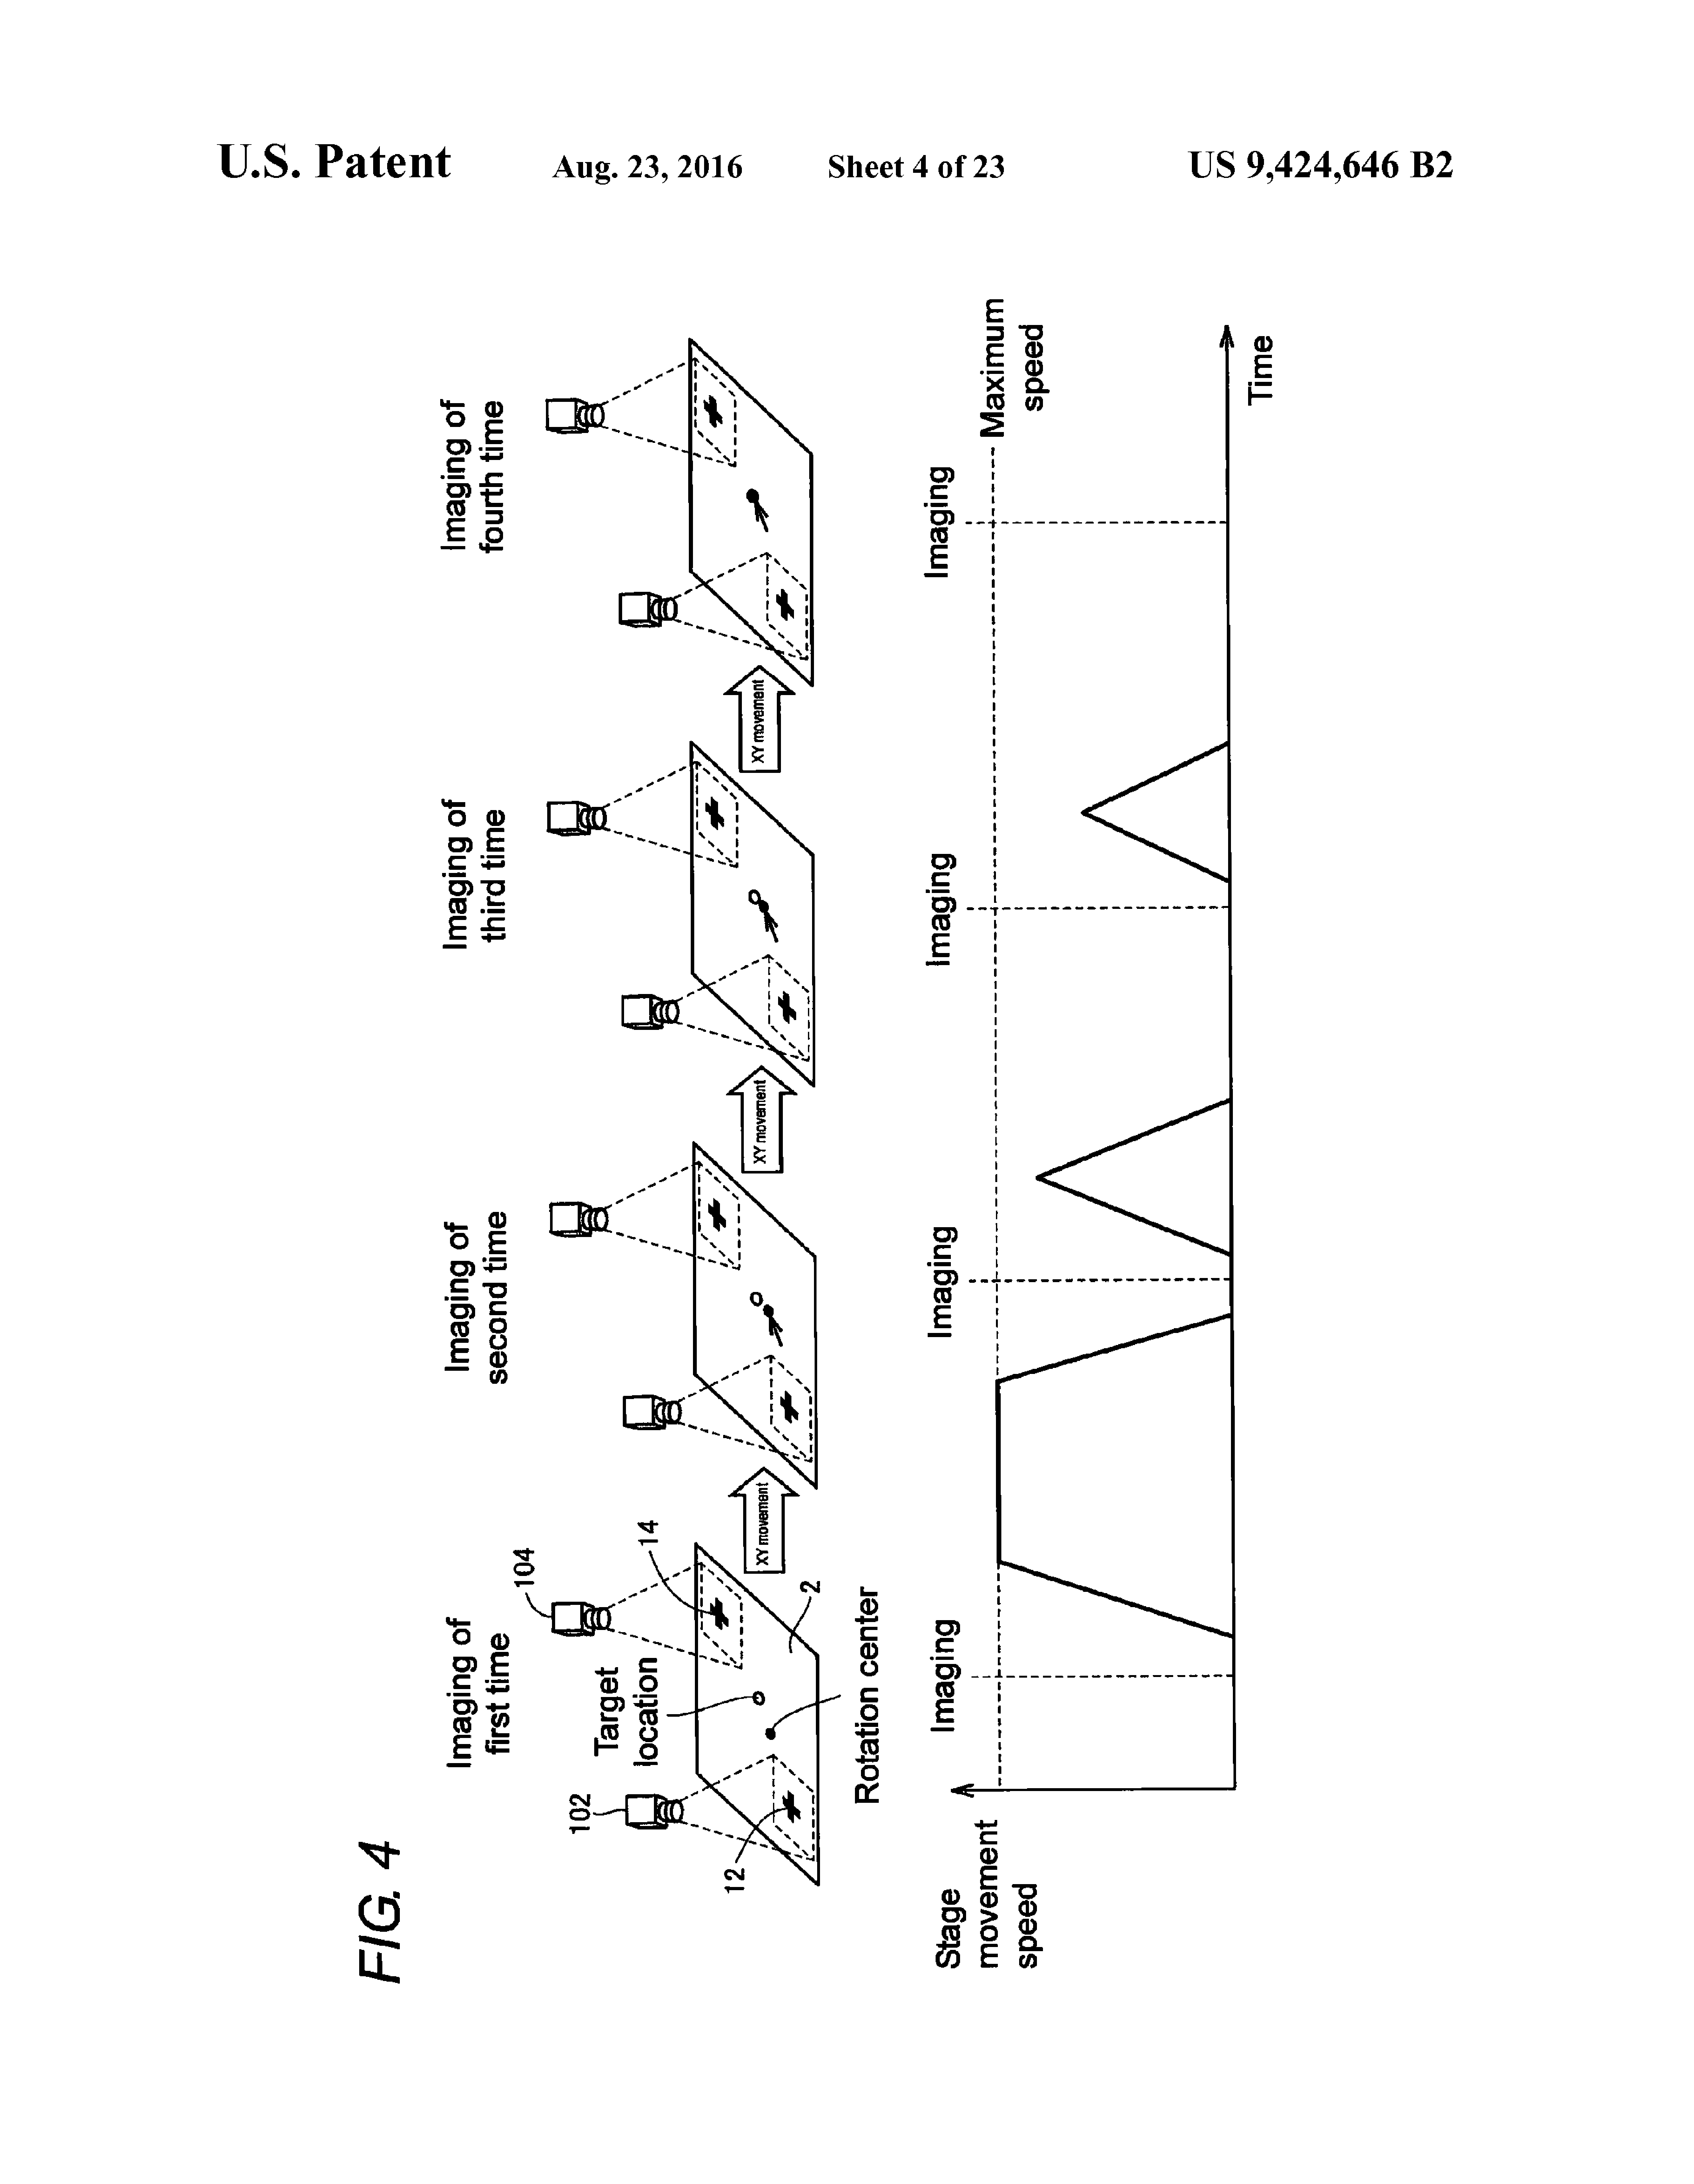 U.S. Patent Aug. 23, 2016 Sheet 4 of 23 US 9,424,646 B2
FIG. 4
Imaging of
first time
Imaging of
second time
Imaging of
third time
Imaging of
fourth time
102
104
Target
location
14
12
2
Rotation center
XY movement
XY movement
XY movement
Stage
movement
speed
Imaging
Imaging
Imaging
Imaging
Maximum
speed
Time